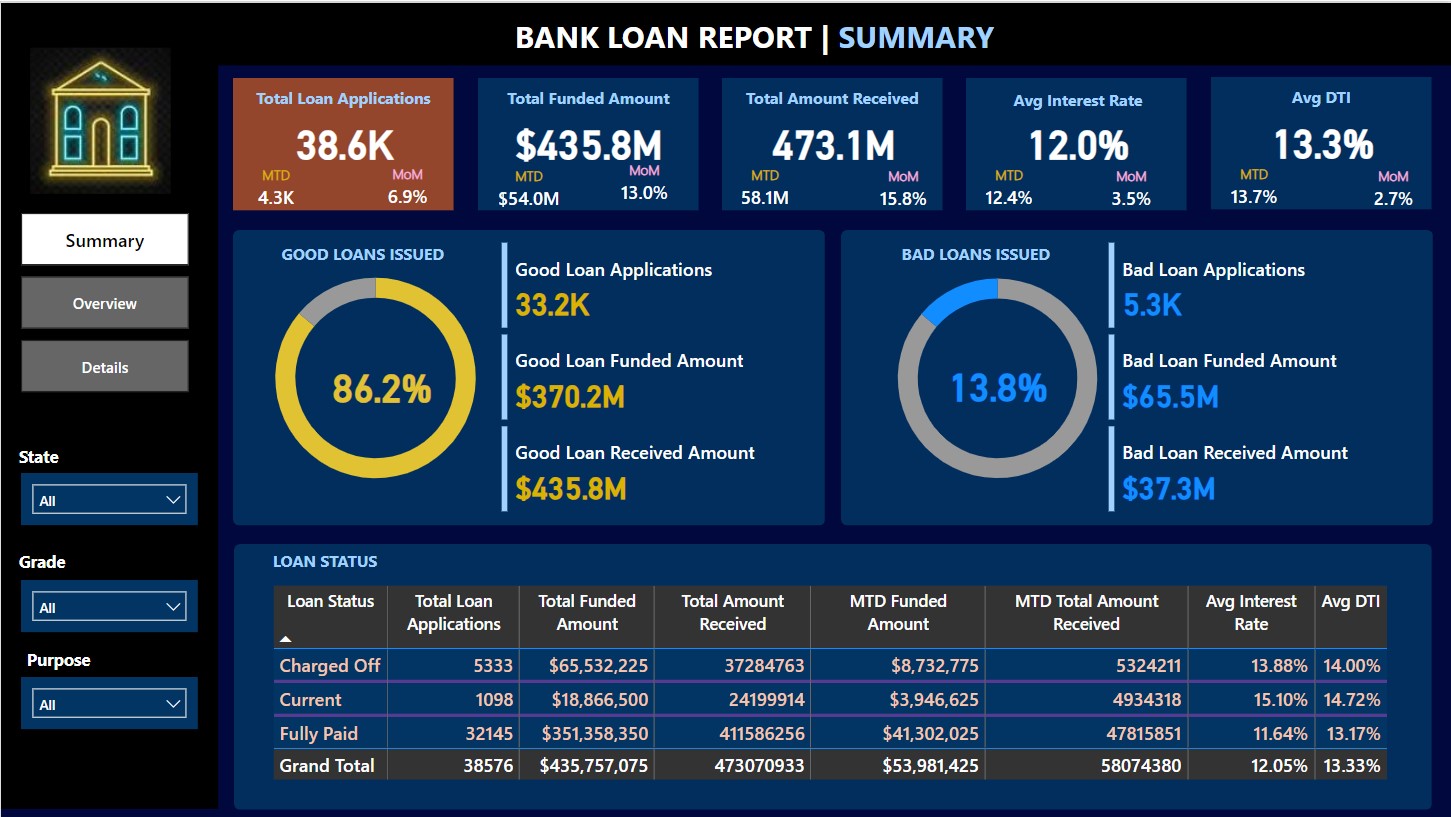 BANK LOAN REPORT | SUMMARY
Total Loan Applications
38.6K
MTD
MoM
4.3K
6.9%
Total Funded Amount
$435.8M
MTD
MoM
$54.0M
13.0%
Total Amount Received
473.1M
MTD
MoM
58.1M
15.8%
Avg Interest Rate
12.0%
MTD
MoM
12.4%
3.5%
Avg DTI
13.3%
MTD
MoM
13.7%
2.7%
Summary
Overview
Details
State
All
Grade
All
Purpose
All
GOOD LOANS ISSUED
86.2%
Good Loan Applications
33.2K
Good Loan Funded Amount
$370.2M
Good Loan Received Amount
$435.8M
BAD LOANS ISSUED
13.8%
Bad Loan Applications
5.3K
Bad Loan Funded Amount
$65.5M
Bad Loan Received Amount
$37.3M
LOAN STATUS
Loan Status Total Loan Applications Total Funded Amount Total Amount Received MTD Funded Amount MTD Total Amount Received Avg Interest Rate Avg DTI
Charged Off 5333 $65,532,225 37284763 $8,732,775 5324211 13.88% 14.00%
Current 1098 $18,866,500 24199914 $3,946,625 4934318 15.10% 14.72%
Fully Paid 32145 $351,358,350 411586256 $41,302,025 47815851 11.64% 13.17%
Grand Total 38576 $435,757,075 473070933 $53,981,425 58074380 12.05% 13.33%